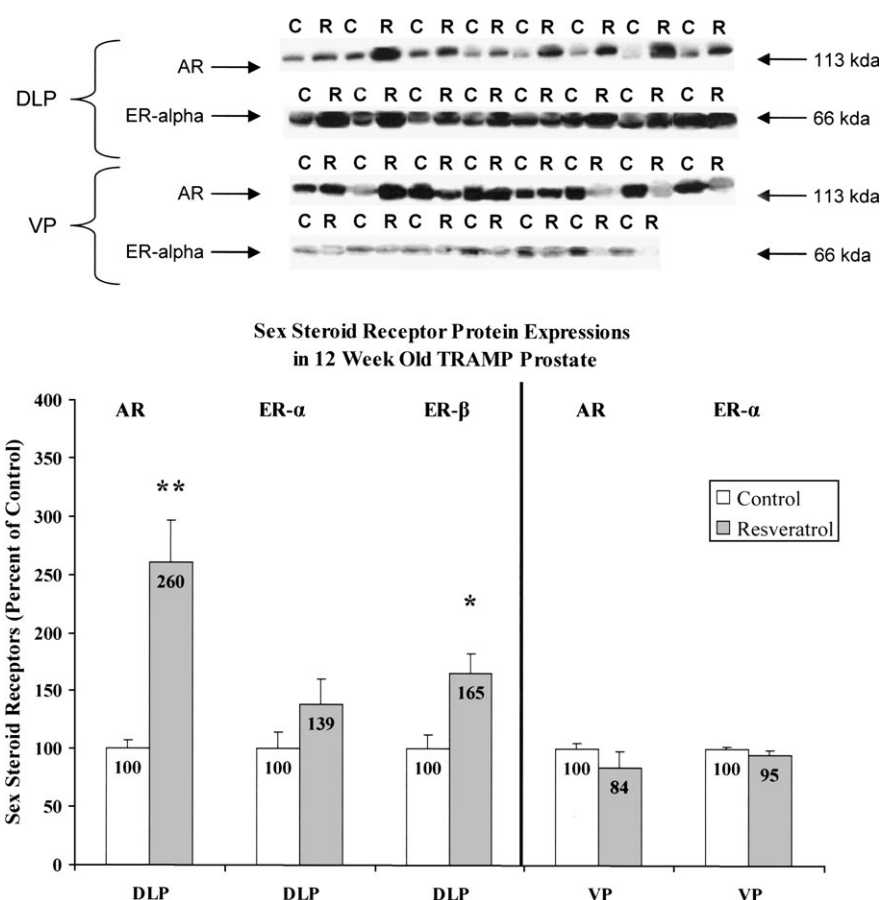 C R C R C R C R C R C R C R C R
AR 113 kda
DLP
C R C R C R C R C R C R C R C R
ER-alpha 66 kda
C R C R C R C R C R C R C R C R
AR 113 kda
VP
C R C R C R C R C R C R C R
ER-alpha 66 kda
Sex Steroid Receptor Protein Expressions
in 12 Week Old TRAMP Prostate
Sex Steroid Receptors (Percent of Control)
400
350
300
250
200
150
100
50
0
AR ER-α ER-β AR ER-α
** *
Control
Resveratrol
100 260 100 139 100 165 100 84 100 95
DLP DLP DLP VP VP